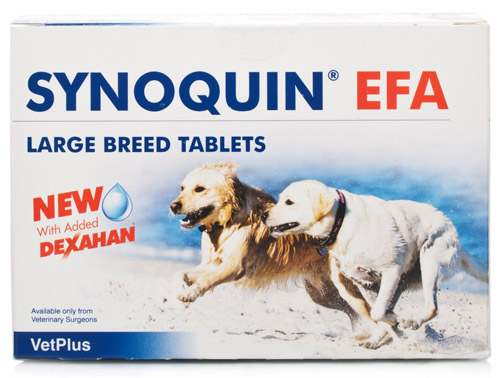 SYNOQUIN® EFA
LARGE BREED TABLETS
NEW
With Added
DEXAHAN
Available only from
Veterinary Surgeons
VetPlus